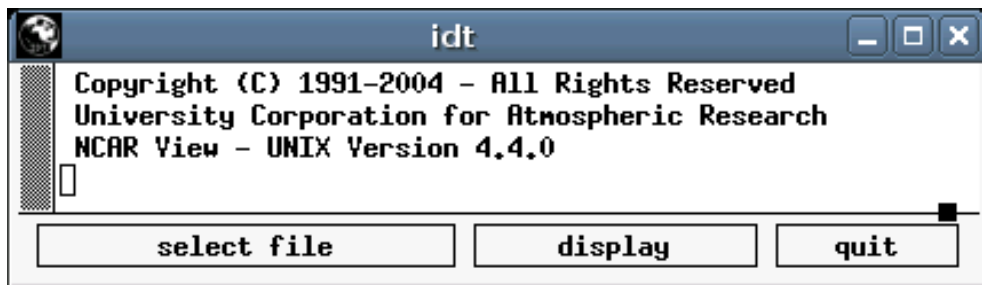 idt
Copyright (C) 1991-2004 - All Rights Reserved
University Corporation for Atmospheric Research
NCAR View - UNIX Version 4.4.0
select file display quit